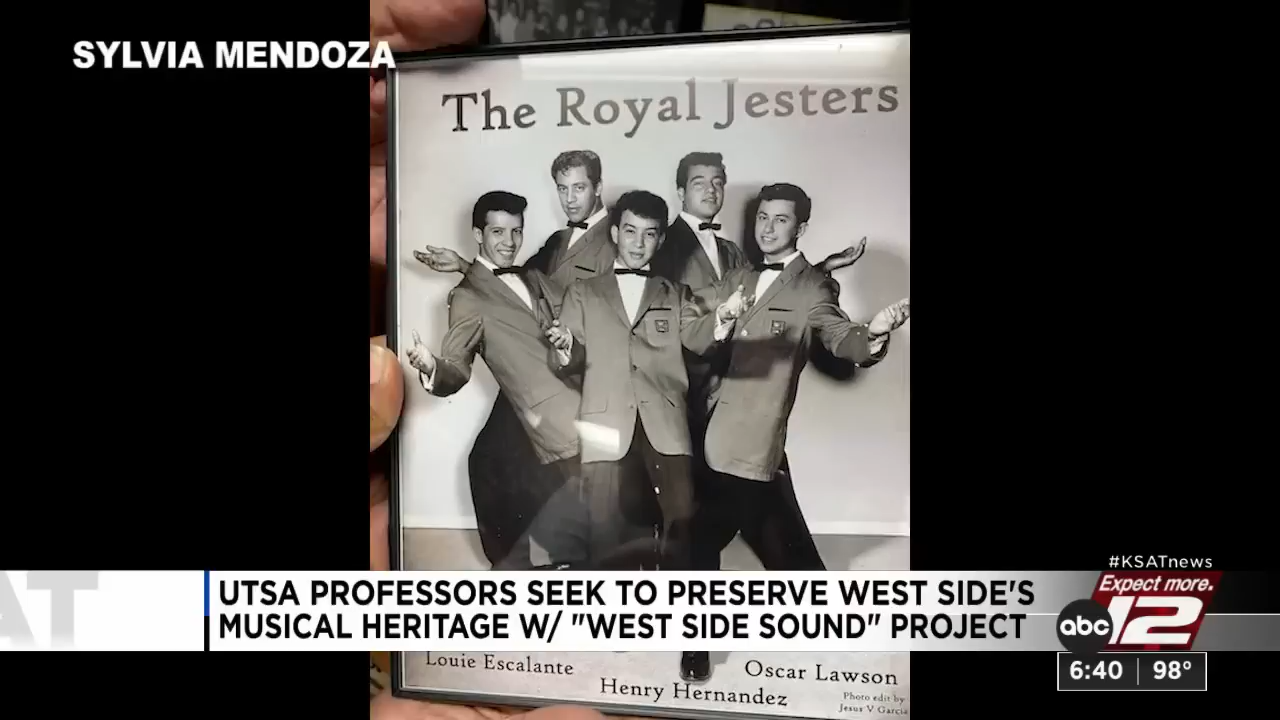 SYLVIA MENDOZA
The Royal Jesters
#KSATnews
UTSA PROFESSORS SEEK TO PRESERVE WEST SIDE'S
MUSICAL HERITAGE W/ "WEST SIDE SOUND" PROJECT
Expect more.
abc 12
6:40 98°
Louie Escalante
Oscar Lawson
Henry Hernandez
Photo edit by
Jesus V Garcia